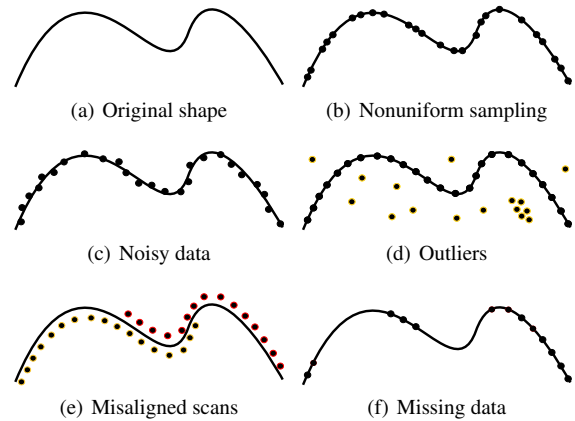 (a) Original shape
(b) Nonuniform sampling
(c) Noisy data
(d) Outliers
(e) Misaligned scans
(f) Missing data